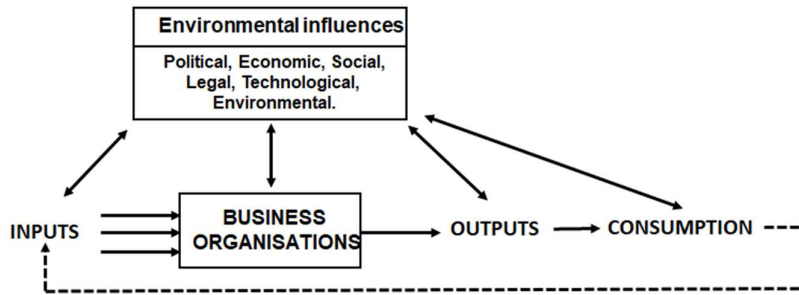 Environmental influences
Political, Economic, Social,
Legal, Technological,
Environmental.
INPUTS
BUSINESS
ORGANISATIONS
OUTPUTS
CONSUMPTION